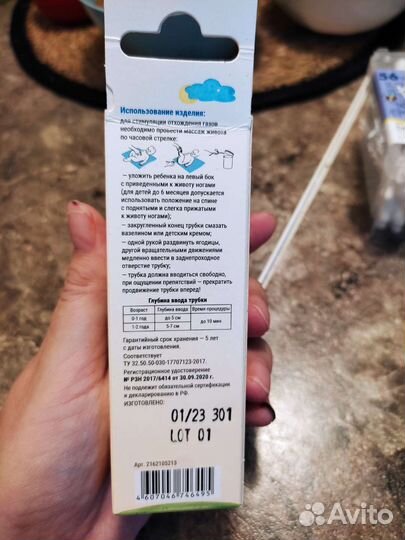 Использование изделия:
для стимуляции отхождения газов
необходимо провести массаж живота
по часовой стрелке:
– уложить ребенка на левый бок
с приведенными к животу ногами
(для детей до 6 месяцев допускается
использовать положение на спине
с поднятыми и слегка прижатыми
к животу ногами);
– закругленный конец трубки смазать
вазелином или детским кремом;
– одной рукой раздвинуть ягодицы,
другой вращательными движениями
медленно ввести в заднепроходное
отверстие трубку;
– трубка должна вводиться свободно,
при ощущении препятствий – прекратить
продвижение трубки вперед!
Глубина ввода трубки
Возраст Глубина ввода Время процедуры
0-1 год до 5 см до 10 мин
1-2 года 5-7 см
Гарантийный срок хранения — 5 лет
с даты изготовления.
Соответствует
ТУ 32.50.50-030-17707123-2017.
Регистрационное удостоверение
№ РЗН 2017/6414 от 30.09.2020 г.
Не подлежит обязательной сертификации
и декларированию в РФ.
ИЗГОТОВЛЕНО:
01/23 301
LOT 01
Арт. 2162105213
4 607046 746495
56
Avito